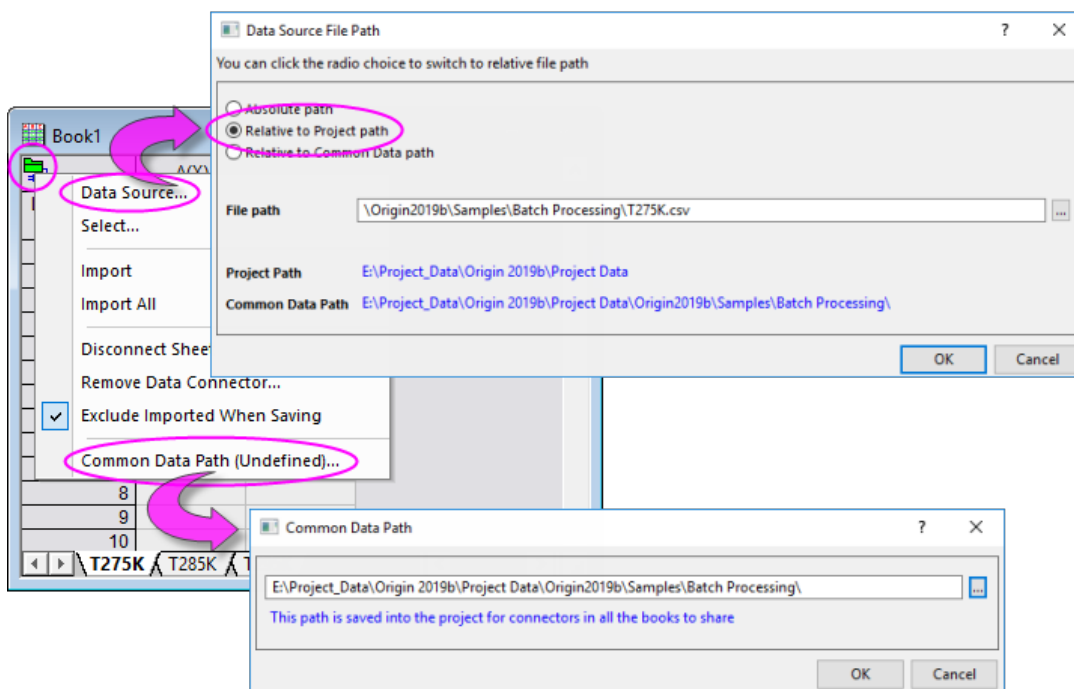 Data Source File Path
You can click the radio choice to switch to relative file path
Absolute path
Relative to Project path
Relative to Common Data path
File path
\Origin2019b\Samples\Batch Processing\T275K.csv
...
Project Path
E:\Project_Data\Origin 2019b\Project Data
Common Data Path
E:\Project_Data\Origin 2019b\Project Data\Origin2019b\Samples\Batch Processing\
OK
Cancel
Book1
A(X)
Data Source...
Select...
Import
Import All
Disconnect Sheet
Remove Data Connector...
Exclude Imported When Saving
Common Data Path (Undefined)...
8
9
10
T275K
T285K
Common Data Path
E:\Project_Data\Origin 2019b\Project Data\Origin2019b\Samples\Batch Processing\
...
This path is saved into the project for connectors in all the books to share
OK
Cancel